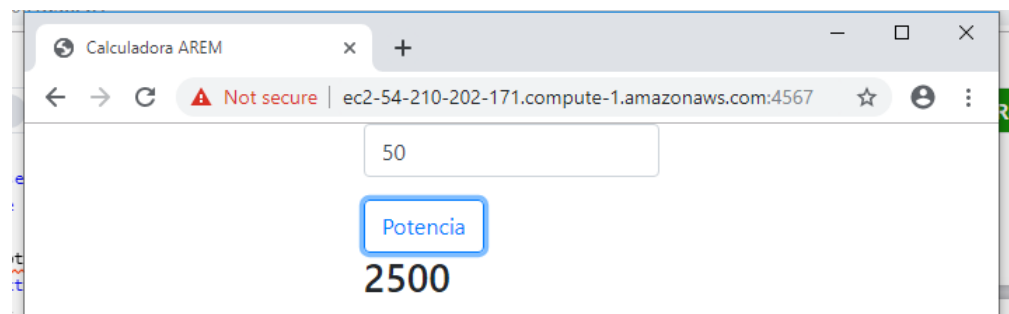 Calculadora AREM
Not secure | ec2-54-210-202-171.compute-1.amazonaws.com:4567
50
Potencia
2500